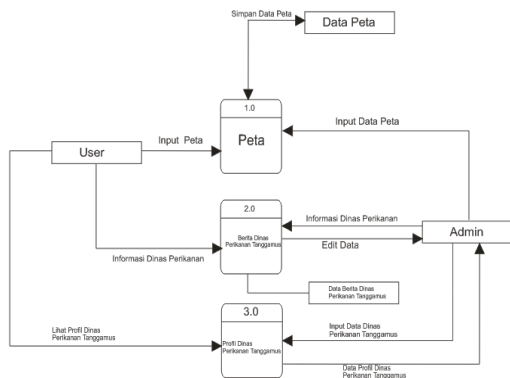 Simpan Data Peta
Data Peta
1.0
Peta
Input Peta
Input Data Peta
User
2.0
Berita Dinas
Perikanan Tanggamus
Informasi Dinas Perikanan
Informasi Dinas Perikanan
Edit Data
Admin
Data Berita Dinas
Perikanan Tanggamus
3.0
Profil Dinas
Perikanan Tanggamus
Lihat Profil Dinas
Perikanan Tanggamus
Input Data Dinas
Perikanan Tanggamus
Data Profil Dinas
Perikanan Tanggamus